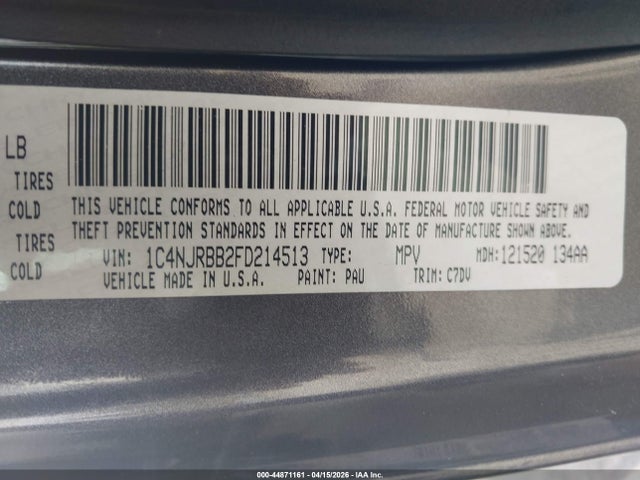 LB
TIRES
COLD
THIS VEHICLE CONFORMS TO ALL APPLICABLE U.S.A. FEDERAL MOTOR VEHICLE SAFETY AND
THEFT PREVENTION STANDARDS IN EFFECT ON THE DATE OF MANUFACTURE SHOWN ABOVE.
TIRES
VIN: 1C4NJRBB2FD214513 TYPE: MPV MDH: 121520 134AA
COLD
VEHICLE MADE IN U.S.A. PAINT: PAU TRIM: C7DV
000-44871161 - 04/15/2026 - IAA Inc.